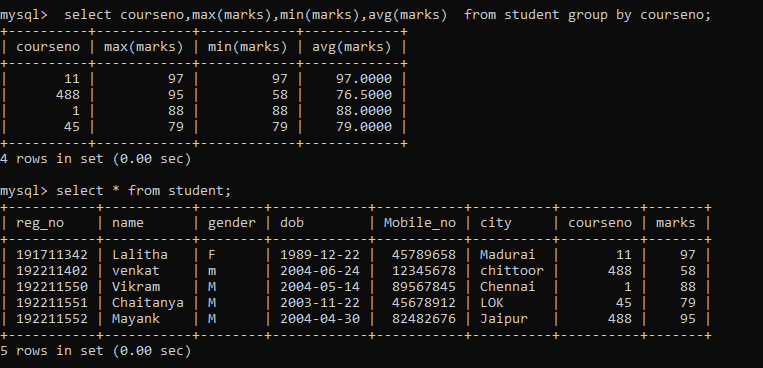 mysql>  select courseno,max(marks),min(marks),avg(marks)  from student group by courseno;
+----------+------------+------------+------------+
| courseno | max(marks) | min(marks) | avg(marks) |
+----------+------------+------------+------------+
|       11 |         97 |         97 |    97.0000 |
|      488 |         95 |         58 |    76.5000 |
|        1 |         88 |         88 |    88.0000 |
|       45 |         79 |         79 |    79.0000 |
+----------+------------+------------+------------+
4 rows in set (0.00 sec)
mysql> select * from student;
+-----------+-----------+--------+------------+-----------+----------+----------+-------+
| reg_no    | name      | gender | dob        | Mobile_no | city     | courseno | marks |
+-----------+-----------+--------+------------+-----------+----------+----------+-------+
| 191711342 | Lalitha   | F      | 1989-12-22 |  45789658 | Madurai  |       11 |    97 |
| 192211402 | venkat    | m      | 2004-06-24 |  12345678 | chittoor |      488 |    58 |
| 192211550 | Vikram    | M      | 2004-05-14 |  89567845 | Chennai  |        1 |    88 |
| 192211551 | Chaitanya | M      | 2003-11-22 |  45678912 | LOK      |       45 |    79 |
| 192211552 | Mayank    | M      | 2004-04-30 |  82482676 | Jaipur   |      488 |    95 |
+-----------+-----------+--------+------------+-----------+----------+----------+-------+
5 rows in set (0.00 sec)